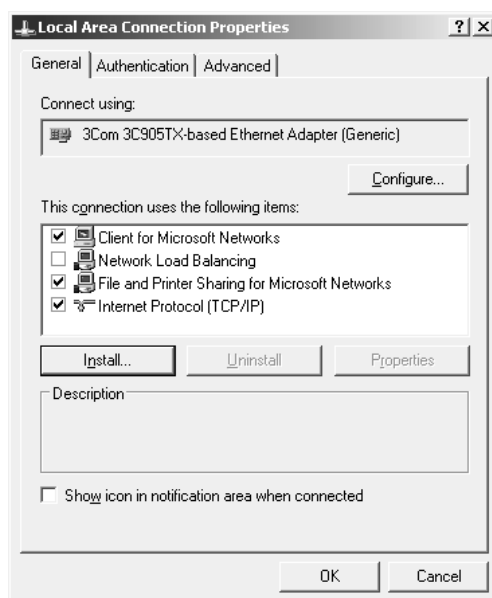 Local Area Connection Properties
General Authentication Advanced
Connect using:
3Com 3C905TX-based Ethernet Adapter (Generic)
Configure...
This connection uses the following items:
Client for Microsoft Networks
Network Load Balancing
File and Printer Sharing for Microsoft Networks
Internet Protocol (TCP/IP)
Install... Uninstall Properties
Description
Show icon in notification area when connected
OK Cancel